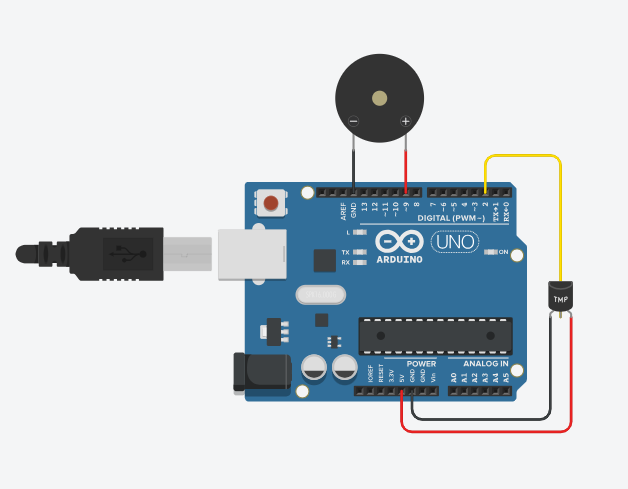 − +
AREF
GND
13
12
~11
~10
~9
8
7
~6
~5
4
~3
2
TX→1
RX←0
DIGITAL (PWM~)
L
TX
RX
ARDUINO
UNO
ON
TMP
POWER
ANALOG IN
IOREF
RESET
3.3V
5V
GND
GND
Vin
A0
A1
A2
A3
A4
A5